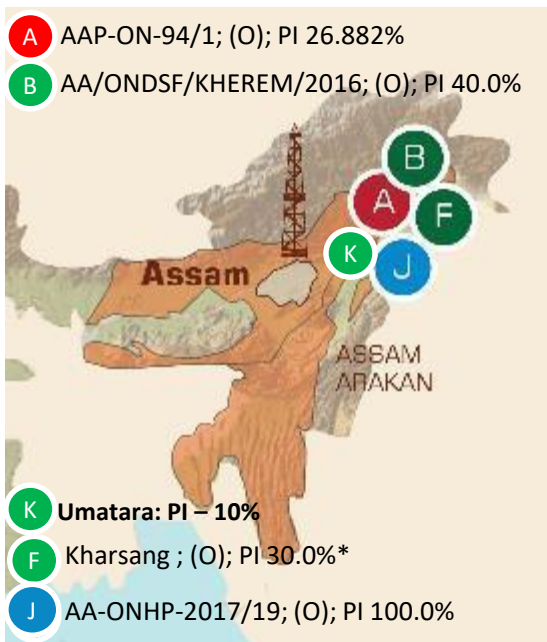 A AAP-ON-94/1; (O); PI 26.882%
B AA/ONDSF/KHEREM/2016; (O); PI 40.0%
B
A
F
K
J
Assam
ASSAM
ARAKAN
K Umatara: PI – 10%
F Kharsang ; (O); PI 30.0%*
J AA-ONHP-2017/19; (O); PI 100.0%